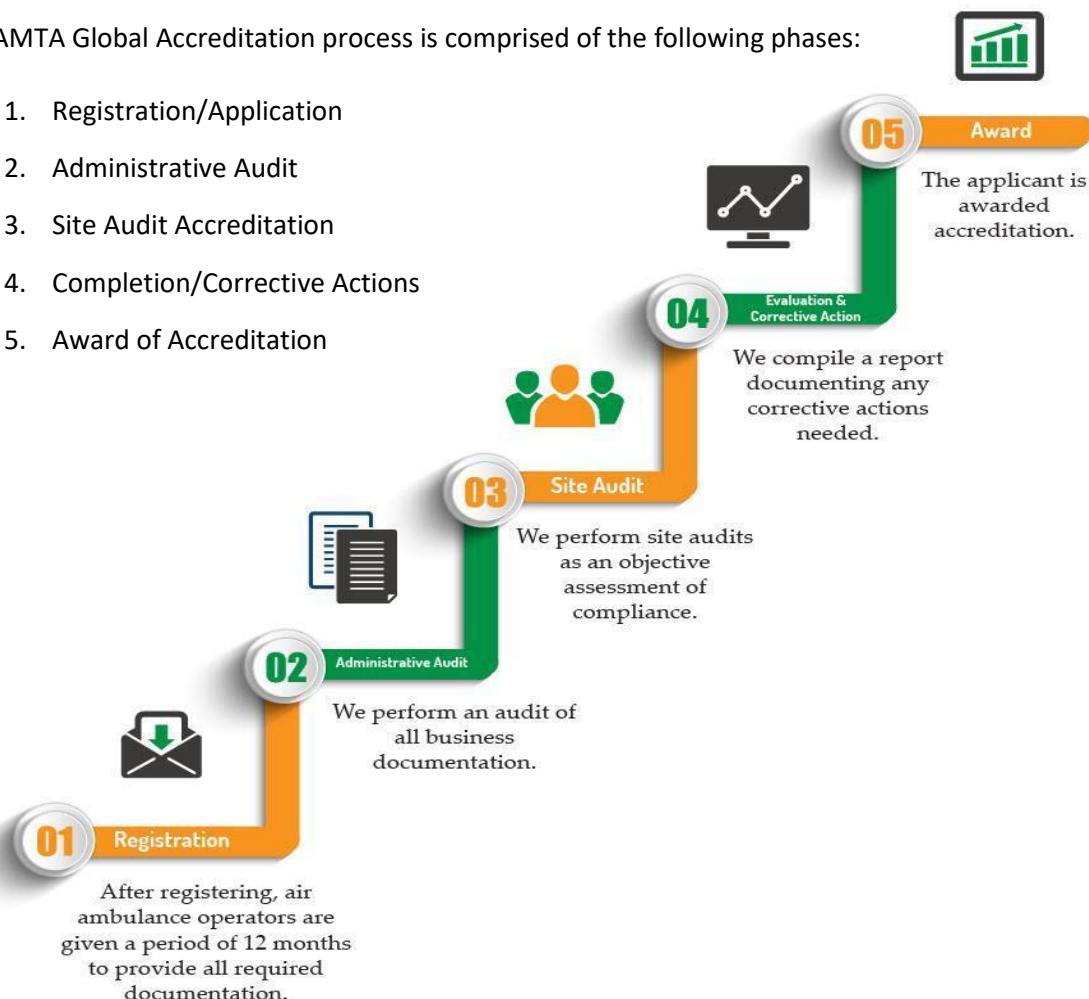 AMTA Global Accreditation process is comprised of the following phases:
1. Registration/Application
2. Administrative Audit
3. Site Audit Accreditation
4. Completion/Corrective Actions
5. Award of Accreditation
05
Award
The applicant is
awarded
accreditation.
04
Evaluation &
Corrective Action
We compile a report
documenting any
corrective actions
needed.
03
Site Audit
We perform site audits
as an objective
assessment of
compliance.
02
Administrative Audit
We perform an audit of
all business
documentation.
01
Registration
After registering, air
ambulance operators are
given a period of 12 months
to provide all required
documentation.